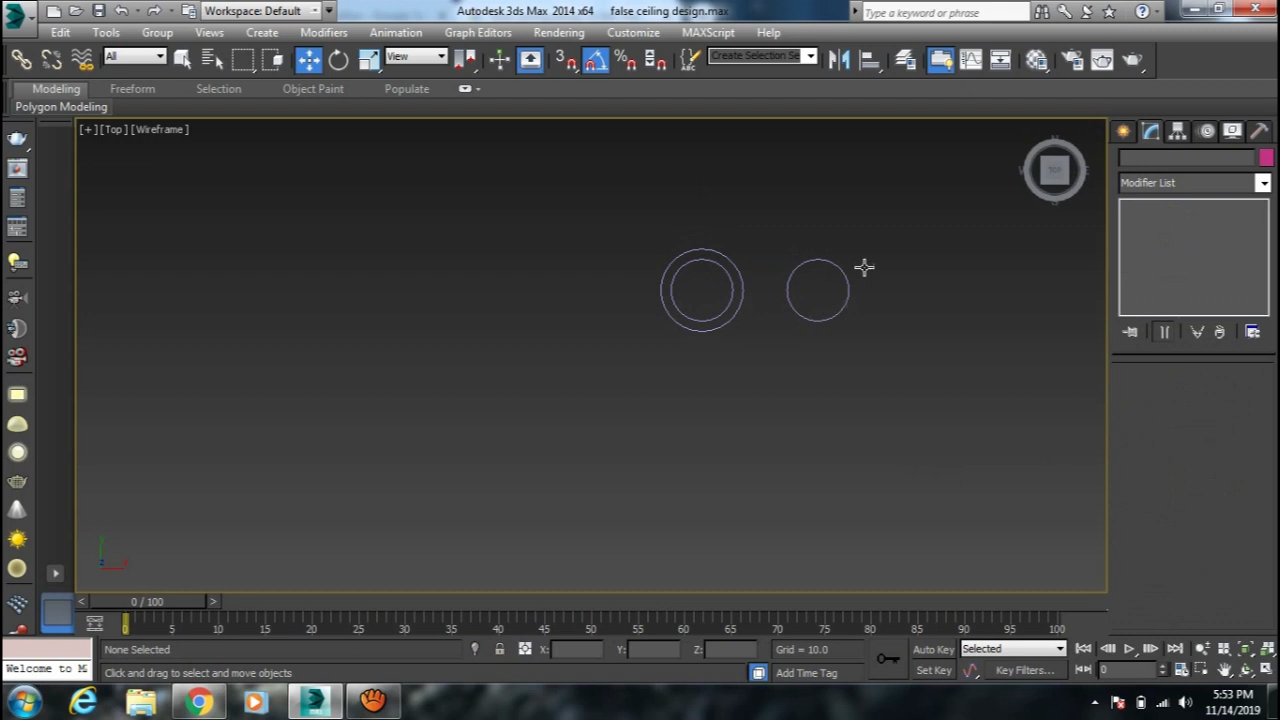 Workspace: Default
Autodesk 3ds Max 2014 x64 false ceiling design.max
Type a keyword or phrase
Edit Tools Group Views Create Modifiers Animation Graph Editors Rendering Customize MAXScript Help
All
View
3
Create Selection Se
Modeling Freeform Selection Object Paint Populate
Polygon Modeling
[+][Top][Wireframe]
TOP
Modifier List
0 / 100
0 5 10 15 20 25 30 35 40 45 50 55 60 65 70 75 80 85 90 95 100
None Selected
X: Y: Z:
Grid = 10.0
Auto Key
Selected
Welcome to M
Click and drag to select and move objects
Add Time Tag
Set Key
Key Filters...
0
5:53 PM
11/14/2019